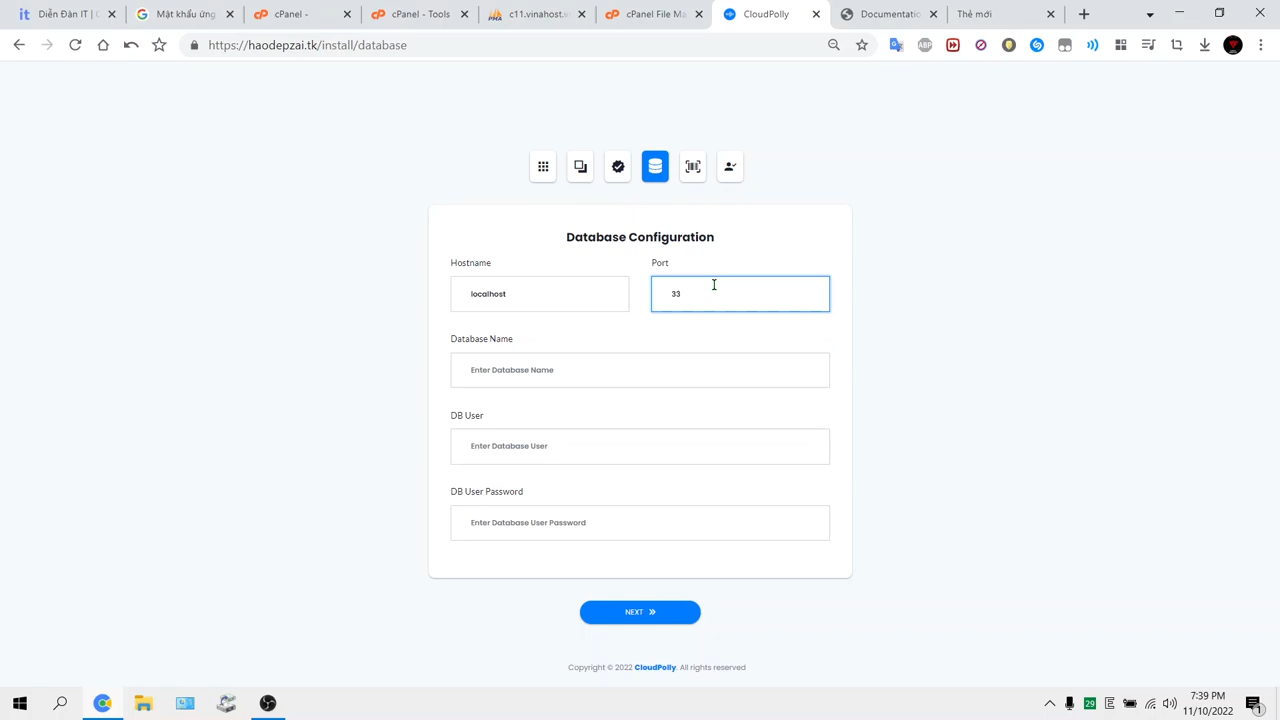 Diễn Đàn IT | C
Mật khẩu ứng
cPanel -
cPanel - Tools
c11.vinahost.v
cPanel File Ma
CloudPolly
Documentatio
Thẻ mới
https://haodepzai.tk/install/database
Database Configuration
Hostname
Port
localhost
33
Database Name
Enter Database Name
DB User
Enter Database User
DB User Password
Enter Database User Password
NEXT
Copyright © 2022 CloudPolly. All rights reserved
29
7:39 PM
11/10/2022
1